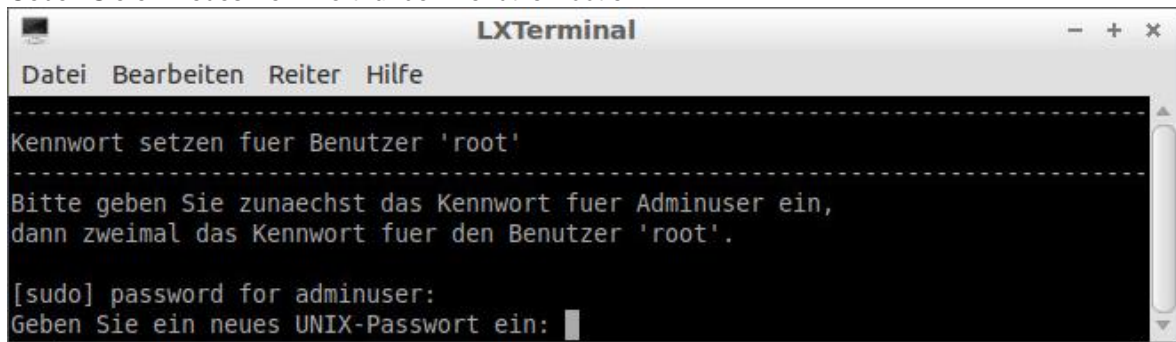 LXTerminal
Datei Bearbeiten Reiter Hilfe
--------------------------------------------------------------------------------
Kennwort setzen fuer Benutzer 'root'
--------------------------------------------------------------------------------
Bitte geben Sie zunaechst das Kennwort fuer Adminuser ein,
dann zweimal das Kennwort fuer den Benutzer 'root'.
[sudo] password for adminuser:
Geben Sie ein neues UNIX-Passwort ein: